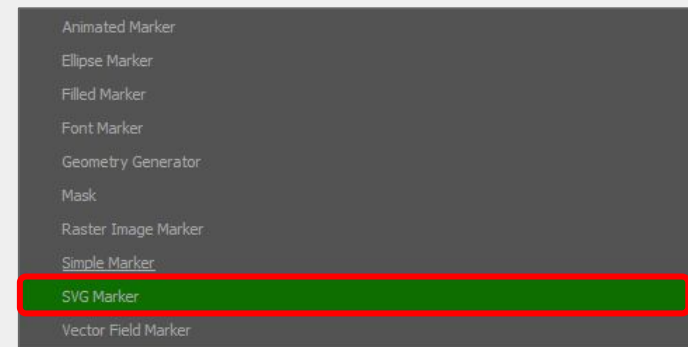 Animated Marker
Ellipse Marker
Filled Marker
Font Marker
Geometry Generator
Mask
Raster Image Marker
Simple Marker
SVG Marker
Vector Field Marker